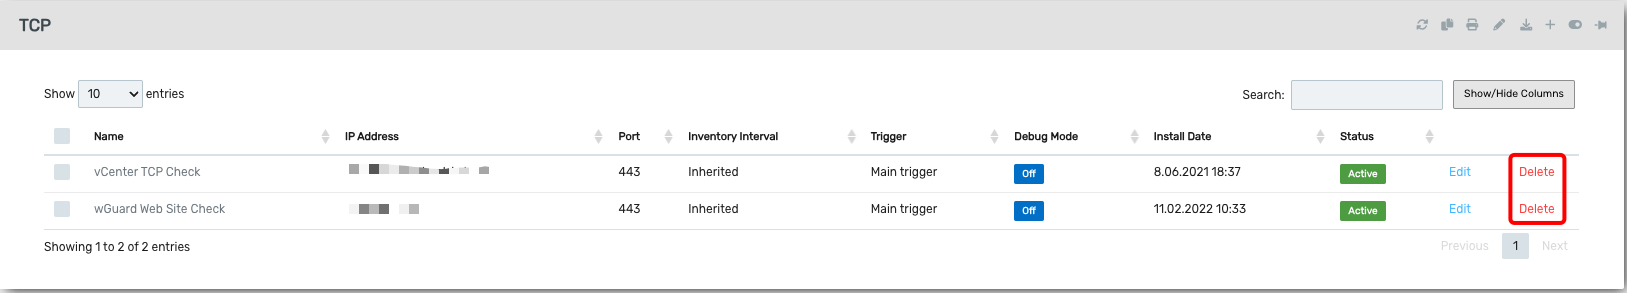 TCP
Show 10 entries Search: Show/Hide Columns
Name IP Address Port Inventory Interval Trigger Debug Mode Install Date Status
vCenter TCP Check 443 Inherited Main trigger Off 8.06.2021 18:37 Active Edit Delete
wGuard Web Site Check 443 Inherited Main trigger Off 11.02.2022 10:33 Active Edit Delete
Showing 1 to 2 of 2 entries Previous 1 Next